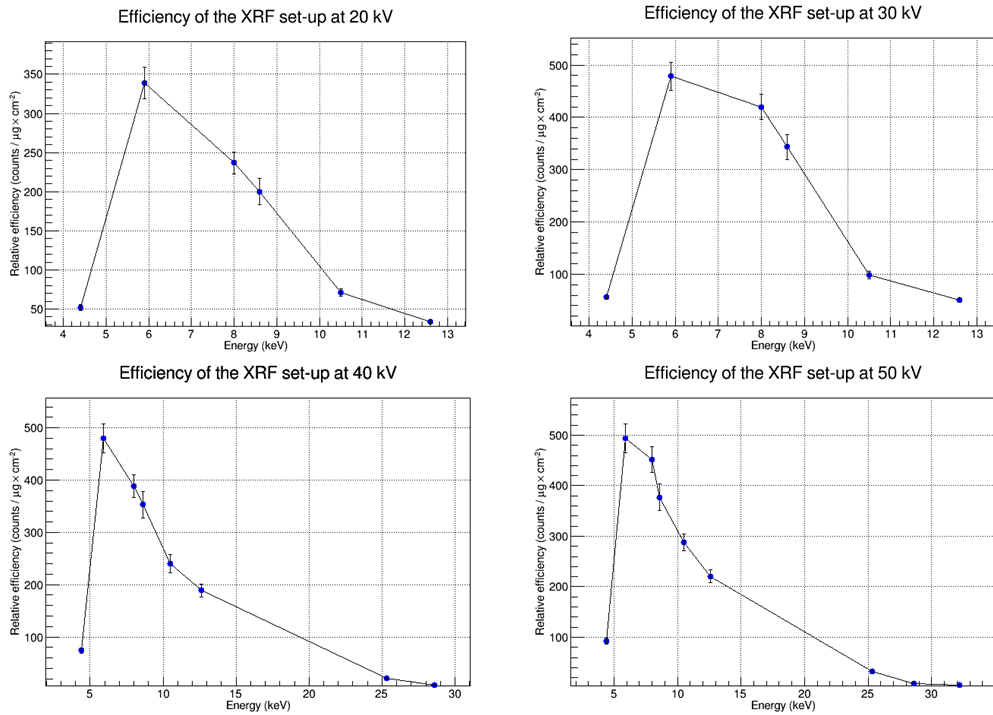 Efficiency of the XRF set-up at 20 kV
Relative efficiency (counts / μg × cm⁻²)
350
300
250
200
150
100
50
4 5 6 7 8 9 10 11 12 13
Energy (keV)
Efficiency of the XRF set-up at 30 kV
Relative efficiency (counts / μg × cm⁻²)
500
400
300
200
100
4 5 6 7 8 9 10 11 12 13
Energy (keV)
Efficiency of the XRF set-up at 40 kV
Relative efficiency (counts / μg × cm⁻²)
500
400
300
200
100
5 10 15 20 25 30
Energy (keV)
Efficiency of the XRF set-up at 50 kV
Relative efficiency (counts / μg × cm⁻²)
500
400
300
200
100
5 10 15 20 25 30
Energy (keV)